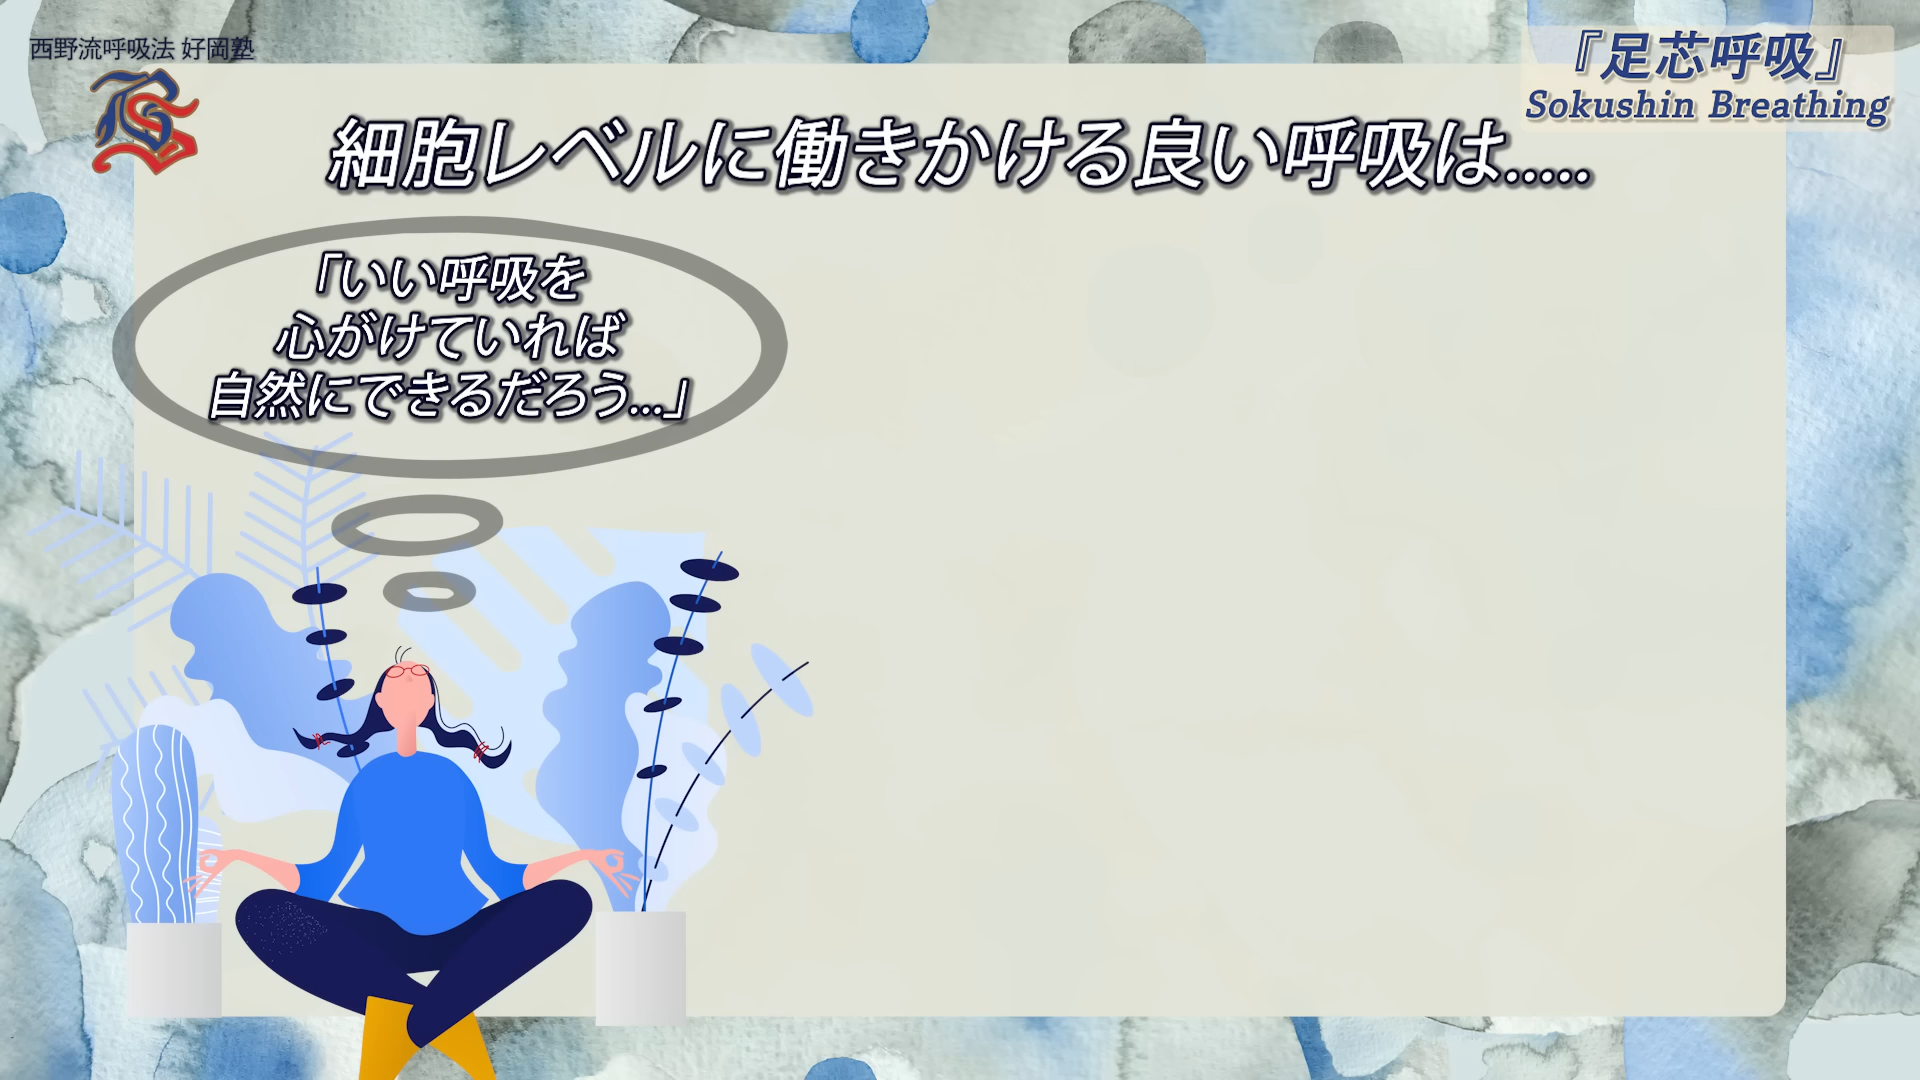 西野流呼吸法 好岡塾
『足芯呼吸』
Sokushin Breathing
細胞レベルに働きかける良い呼吸は.....
「いい呼吸を
心がけていれば
自然にできるだろう...」